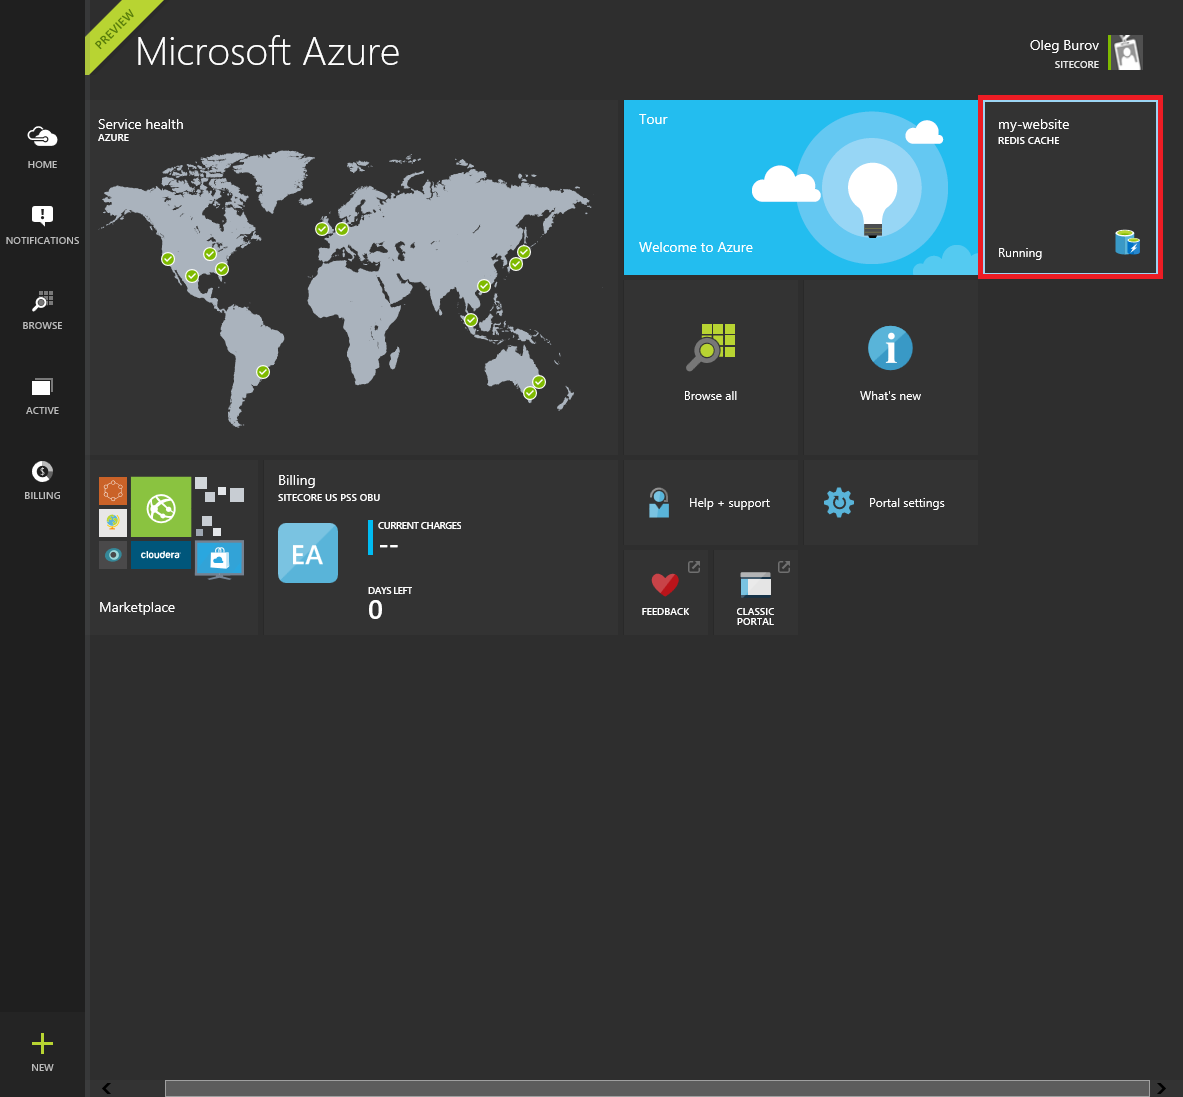 PREVIEW
Microsoft Azure
Oleg Burov
SITECORE
HOME
NOTIFICATIONS
BROWSE
ACTIVE
BILLING
NEW
Service health
AZURE
Tour
Welcome to Azure
my-website
REDIS CACHE
Running
Browse all
What's new
cloudera
Marketplace
Billing
SITECORE US PSS OBU
EA
CURRENT CHARGES
--
DAYS LEFT
0
Help + support
Portal settings
FEEDBACK
CLASSIC
PORTAL